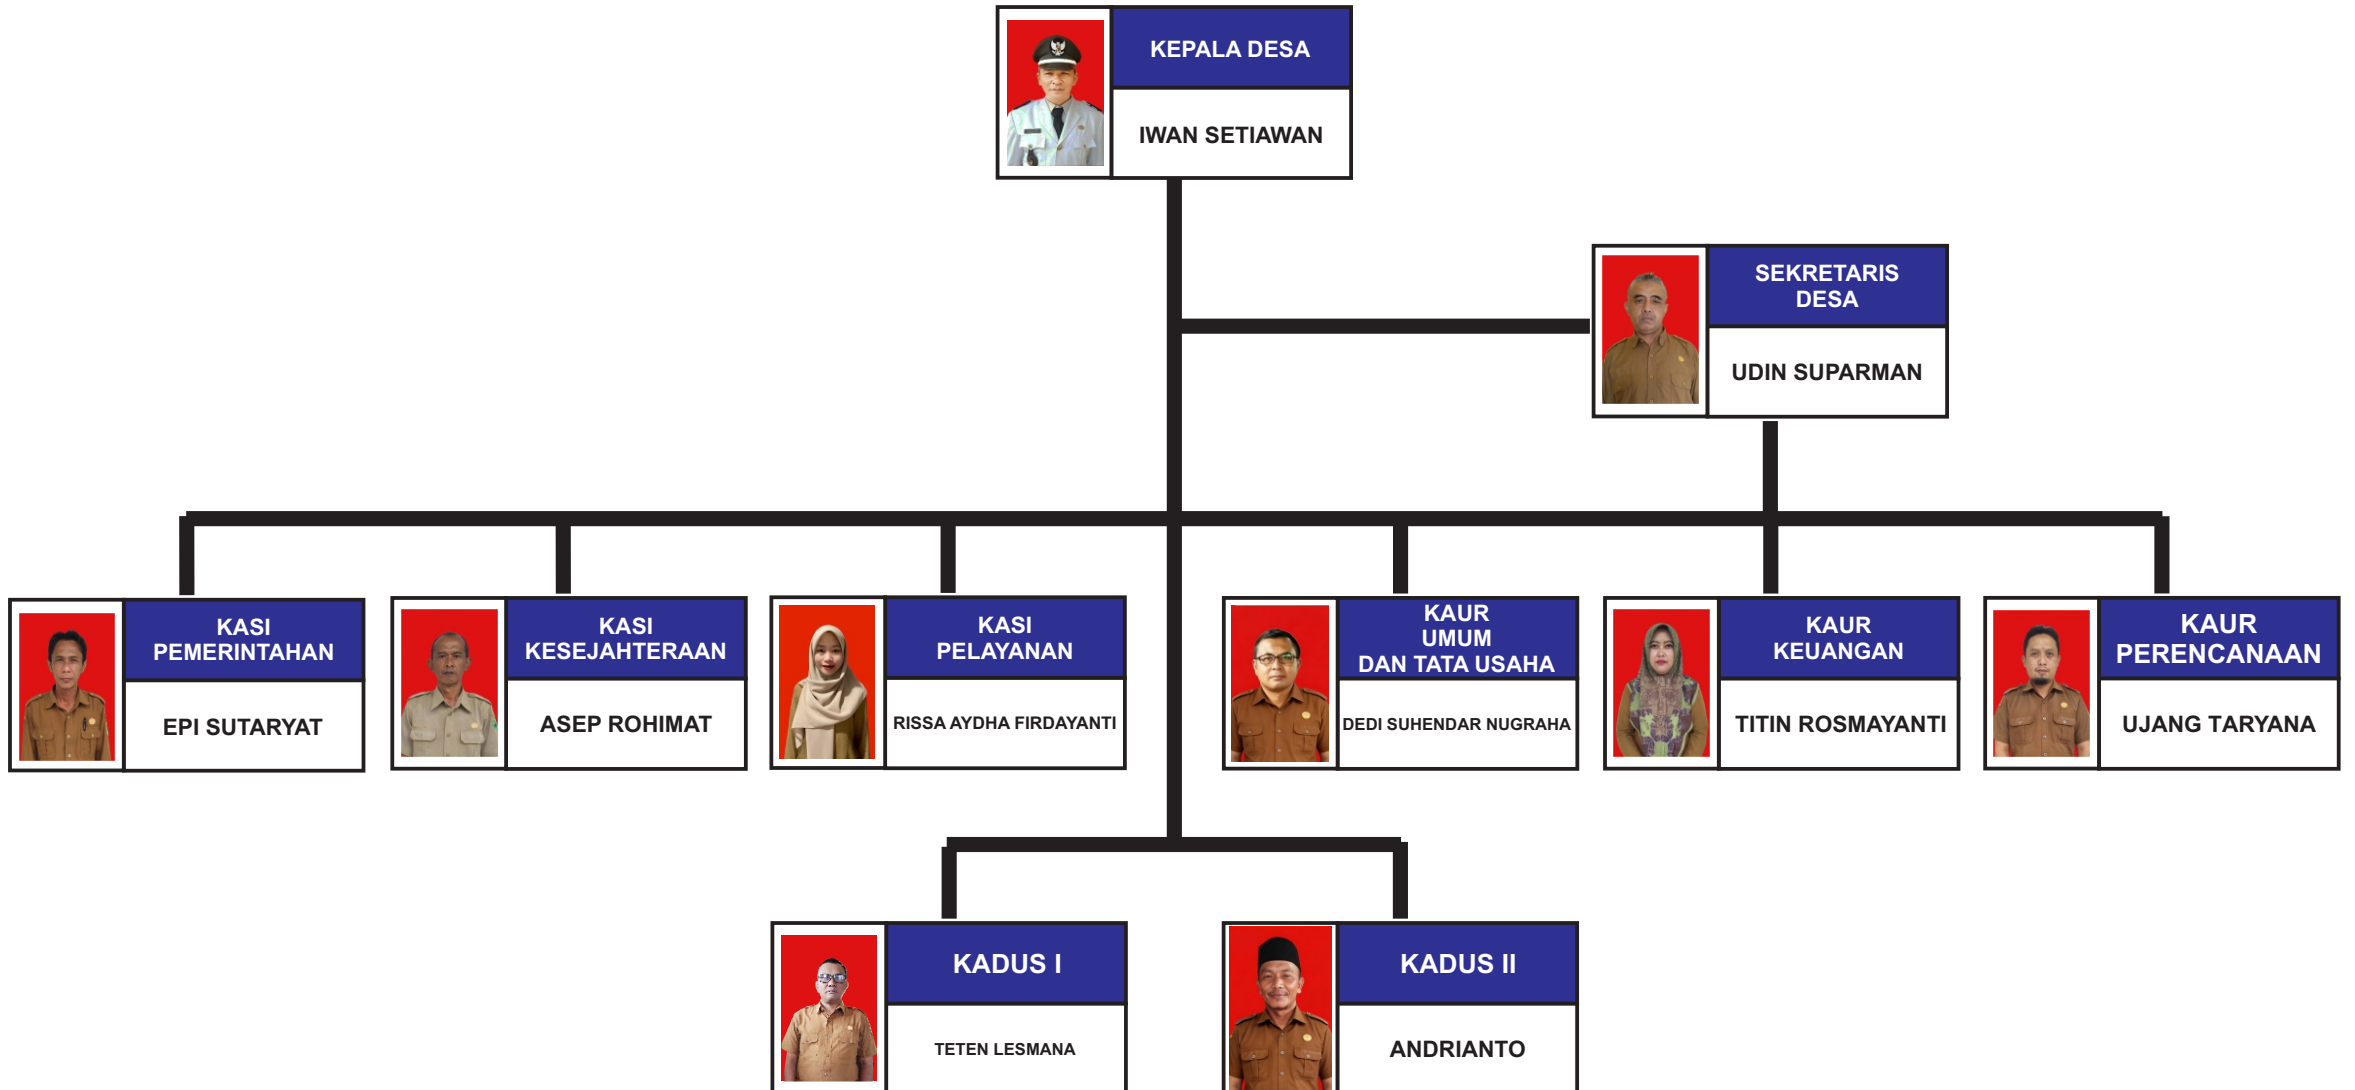 KEPALA DESA
IWAN SETIAWAN
SEKRETARIS
DESA
UDIN SUPARMAN
KASI
PEMERINTAHAN
EPI SUTARYAT
KASI
KESEJAHTERAAN
ASEP ROHIMAT
KASI
PELAYANAN
RISSA AYDHA FIRDAYANTI
KAUR
UMUM
DAN TATA USAHA
DEDI SUHENDAR NUGRAHA
KAUR
KEUANGAN
TITIN ROSMAYANTI
KAUR
PERENCANAAN
UJANG TARYANA
KADUS I
TETEN LESMANA
KADUS II
ANDRIANTO